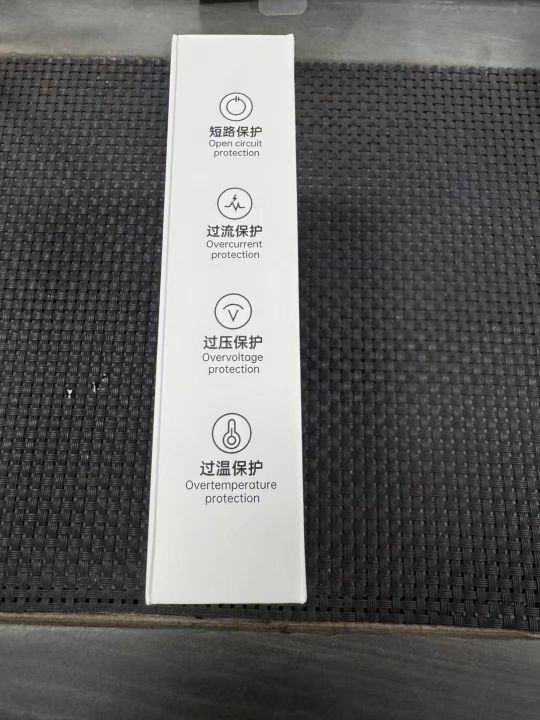 短路保护
Open circuit
protection
过流保护
Overcurrent
protection
过压保护
Overvoltage
protection
过温保护
Overtemperature
protection